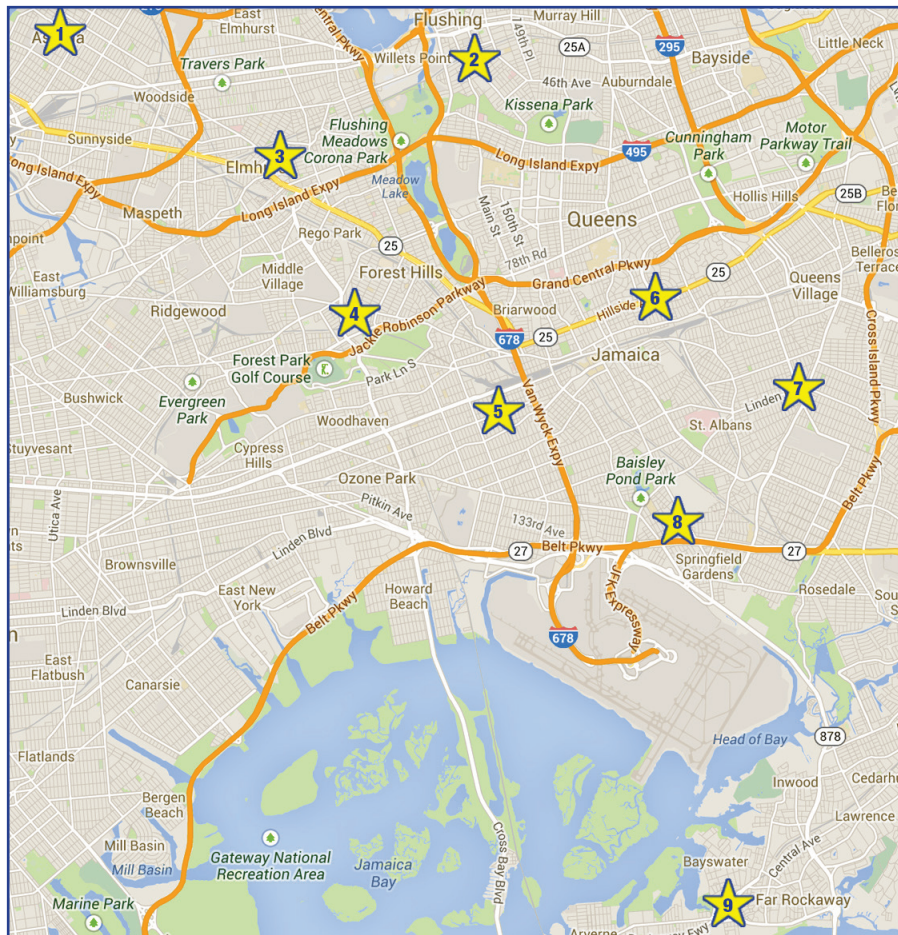 1
As
East
Elmhurst
Central Pkwy
Flushing
Murray Hill
149th Pl
25A
295
Bayside
Little Neck
Willets Point
2
Travers Park
46th Ave
Auburndale
Woodside
Kissena Park
Sunnyside
3
Elmh
Flushing
Meadows
Corona Park
Long Island Expy
495
Cunningham
Park
Motor
Parkway Trail
Long Island Expy
Long Island Expy
Meadow
Lake
Hollis Hills
25B
Maspeth
Main St
150th St
Queens
Rego Park
25
78th Rd
Belleros
Terrace
East
Williamsburg
Middle
Village
Forest Hills
Grand Central Pkwy
25
Queens
Village
Ridgewood
4
Jackie Robinson Parkway
Briarwood
Hillside
6
678
25
Jamaica
Cross Island Pkwy
Forest Park
Golf Course
Park Ln S
Bushwick
Evergreen
Park
Van Wyck Expy
5
Linden
7
Woodhaven
St. Albans
Stuyvesant
Cypress
Hills
Utica Ave
Ozone Park
Baisley
Pond Park
Belt Pkwy
Pitkin Ave
133rd Ave
8
Linden Blvd
27
Belt Pkwy
27
Brownsville
Springfield
Gardens
East New
York
Howard
Beach
JFK Expressway
Rosedale
Linden Blvd
Belt Pkwy
678
East
Flatbush
Canarsie
Head of Bay
878
Flatlands
Inwood
Cedarhu
Bergen
Beach
Lawrence
Cross Bay Blvd
Central Ave
Mill Basin
Mill Basin
Gateway National
Recreation Area
Jamaica
Bay
Bayswater
Marine Park
9
Far Rockaway
Arverne
Fwy